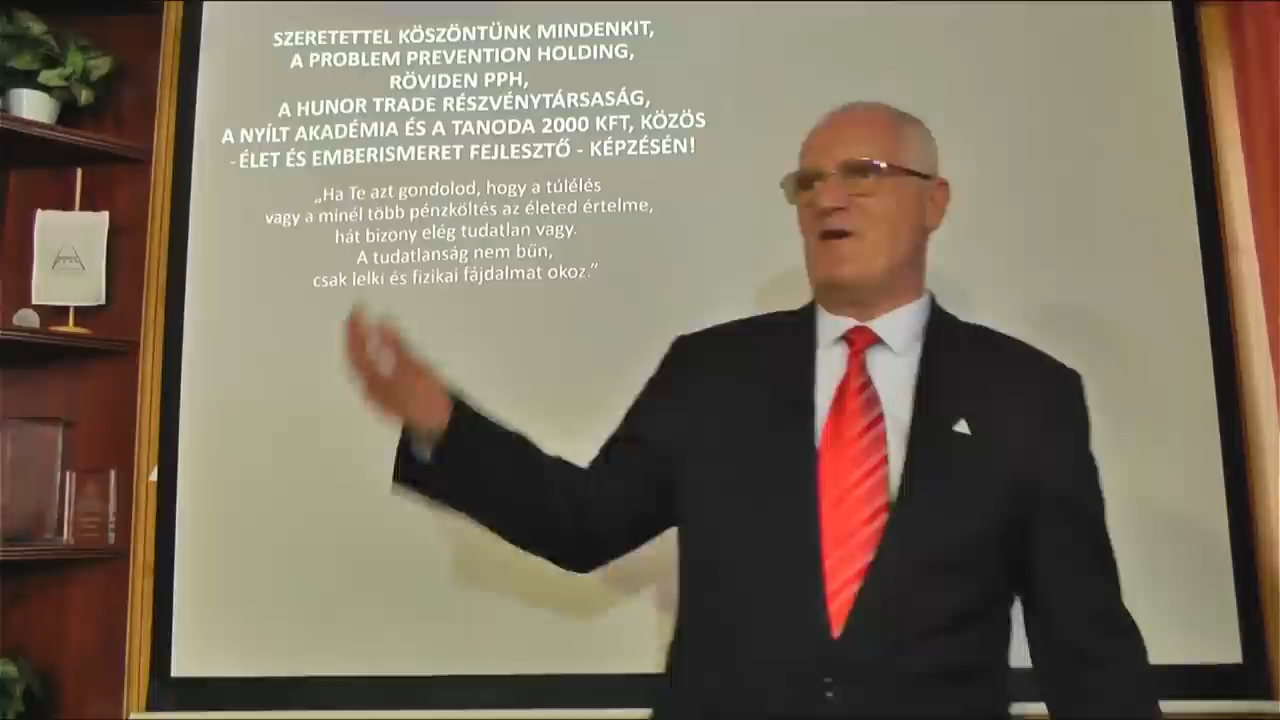 SZERETETTEL KÖSZÖNTÜNK MINDENKIT,
A PROBLEM PREVENTION HOLDING,
RÖVIDEN PPH,
A HUNOR TRADE RÉSZVÉNYTÁRSASÁG,
A NYÍLT AKADÉMIA ÉS A TANODA 2000 KFT, KÖZÖS
- ÉLET ÉS EMBERISMERET FEJLESZTŐ - KÉPZÉSÉN!
„Ha Te azt gondolod, hogy a túlélés
vagy a minél több pénzköltés az életed értelme,
hát bizony elég tudatlan vagy.
A tudatlanság nem bűn,
csak lelki és fizikai fájdalmat okoz.”